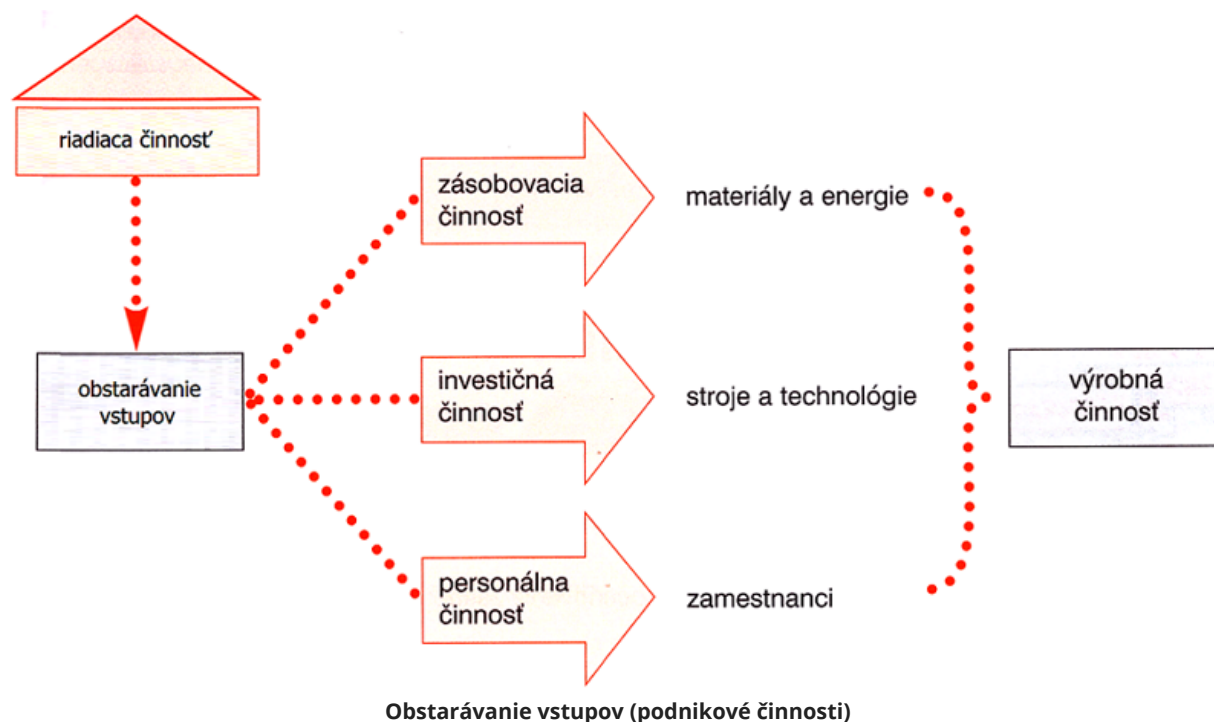 riadiaca činnosť
zásobovacia
činnosť
materiály a energie
obstarávanie
vstupov
investičná
činnosť
stroje a technológie
výrobná
činnosť
personálna
činnosť
zamestnanci
Obstarávanie vstupov (podnikové činnosti)